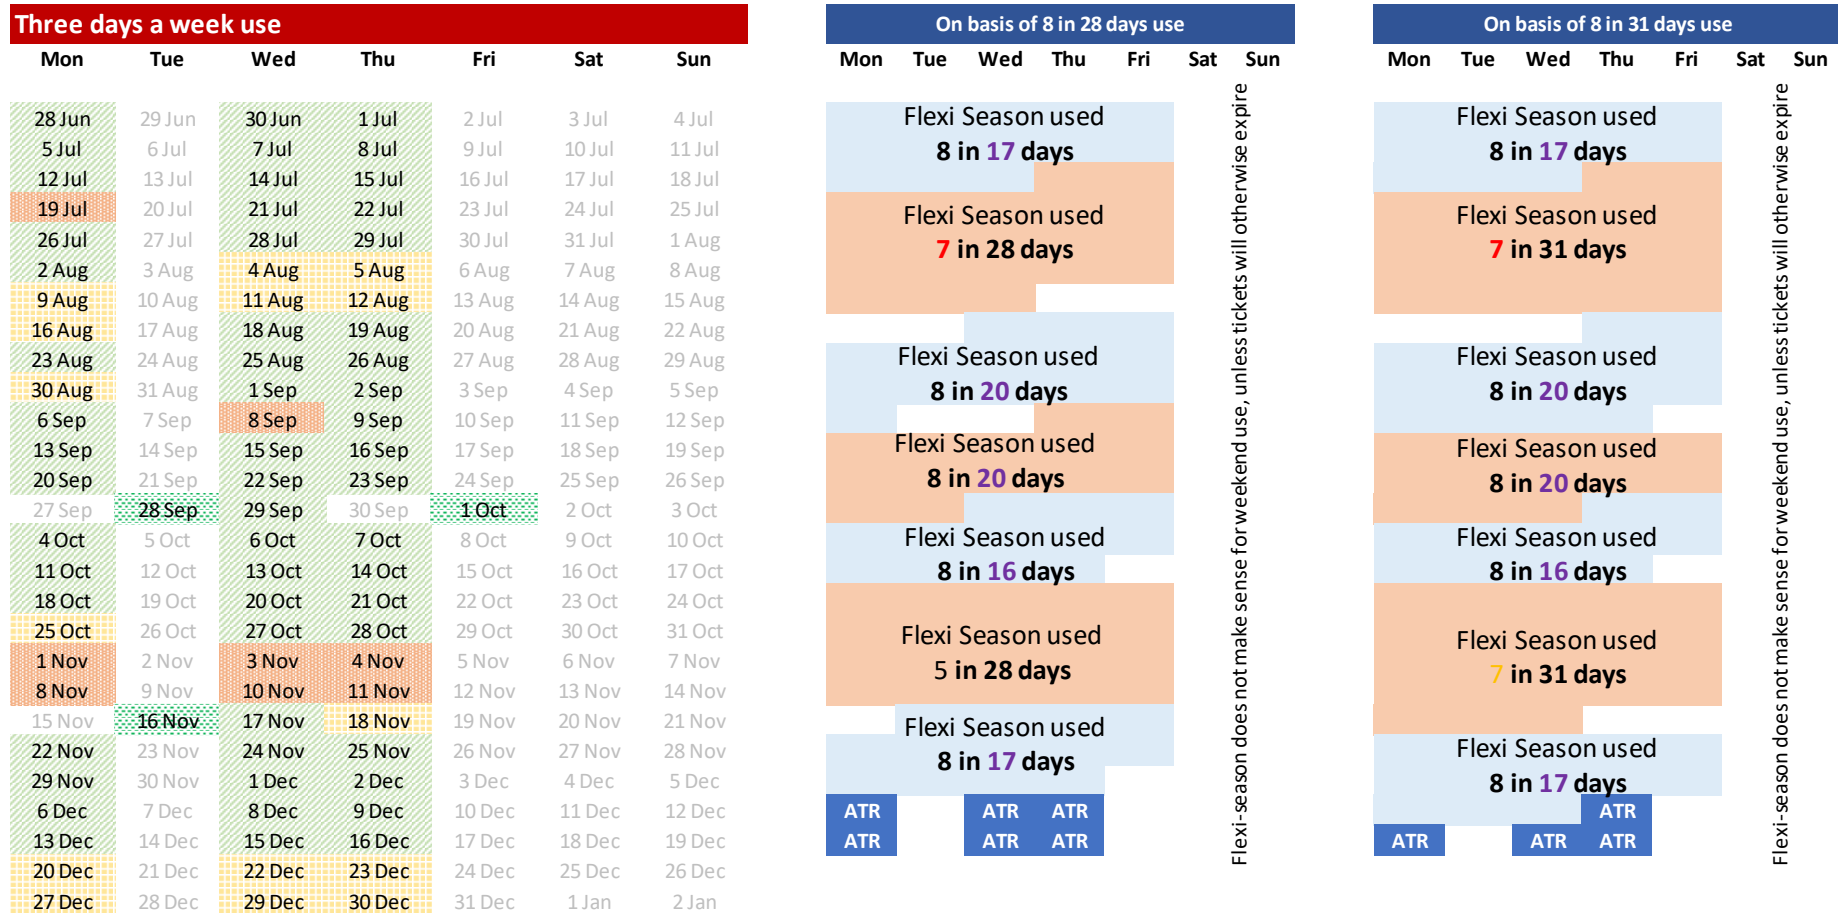 Three days a week use
Mon Tue Wed Thu Fri Sat Sun
28 Jun 29 Jun 30 Jun 1 Jul 2 Jul 3 Jul 4 Jul
5 Jul 6 Jul 7 Jul 8 Jul 9 Jul 10 Jul 11 Jul
12 Jul 13 Jul 14 Jul 15 Jul 16 Jul 17 Jul 18 Jul
19 Jul 20 Jul 21 Jul 22 Jul 23 Jul 24 Jul 25 Jul
26 Jul 27 Jul 28 Jul 29 Jul 30 Jul 31 Jul 1 Aug
2 Aug 3 Aug 4 Aug 5 Aug 6 Aug 7 Aug 8 Aug
9 Aug 10 Aug 11 Aug 12 Aug 13 Aug 14 Aug 15 Aug
16 Aug 17 Aug 18 Aug 19 Aug 20 Aug 21 Aug 22 Aug
23 Aug 24 Aug 25 Aug 26 Aug 27 Aug 28 Aug 29 Aug
30 Aug 31 Aug 1 Sep 2 Sep 3 Sep 4 Sep 5 Sep
6 Sep 7 Sep 8 Sep 9 Sep 10 Sep 11 Sep 12 Sep
13 Sep 14 Sep 15 Sep 16 Sep 17 Sep 18 Sep 19 Sep
20 Sep 21 Sep 22 Sep 23 Sep 24 Sep 25 Sep 26 Sep
27 Sep 28 Sep 29 Sep 30 Sep 1 Oct 2 Oct 3 Oct
4 Oct 5 Oct 6 Oct 7 Oct 8 Oct 9 Oct 10 Oct
11 Oct 12 Oct 13 Oct 14 Oct 15 Oct 16 Oct 17 Oct
18 Oct 19 Oct 20 Oct 21 Oct 22 Oct 23 Oct 24 Oct
25 Oct 26 Oct 27 Oct 28 Oct 29 Oct 30 Oct 31 Oct
1 Nov 2 Nov 3 Nov 4 Nov 5 Nov 6 Nov 7 Nov
8 Nov 9 Nov 10 Nov 11 Nov 12 Nov 13 Nov 14 Nov
15 Nov 16 Nov 17 Nov 18 Nov 19 Nov 20 Nov 21 Nov
22 Nov 23 Nov 24 Nov 25 Nov 26 Nov 27 Nov 28 Nov
29 Nov 30 Nov 1 Dec 2 Dec 3 Dec 4 Dec 5 Dec
6 Dec 7 Dec 8 Dec 9 Dec 10 Dec 11 Dec 12 Dec
13 Dec 14 Dec 15 Dec 16 Dec 17 Dec 18 Dec 19 Dec
20 Dec 21 Dec 22 Dec 23 Dec 24 Dec 25 Dec 26 Dec
27 Dec 28 Dec 29 Dec 30 Dec 31 Dec 1 Jan 2 Jan
On basis of 8 in 28 days use
Mon Tue Wed Thu Fri Sat Sun
Flexi Season used
8 in 17 days
Flexi Season used
7 in 28 days
Flexi Season used
8 in 20 days
Flexi Season used
8 in 20 days
Flexi Season used
8 in 16 days
Flexi Season used
5 in 28 days
Flexi Season used
8 in 17 days
ATR ATR ATR
ATR ATR ATR
Flexi-season does not make sense for weekend use, unless tickets will otherwise expire
On basis of 8 in 31 days use
Mon Tue Wed Thu Fri Sat Sun
Flexi Season used
8 in 17 days
Flexi Season used
7 in 31 days
Flexi Season used
8 in 20 days
Flexi Season used
8 in 20 days
Flexi Season used
8 in 16 days
Flexi Season used
7 in 31 days
Flexi Season used
8 in 17 days
ATR
ATR ATR ATR
Flexi-season does not make sense for weekend use, unless tickets will otherwise expire